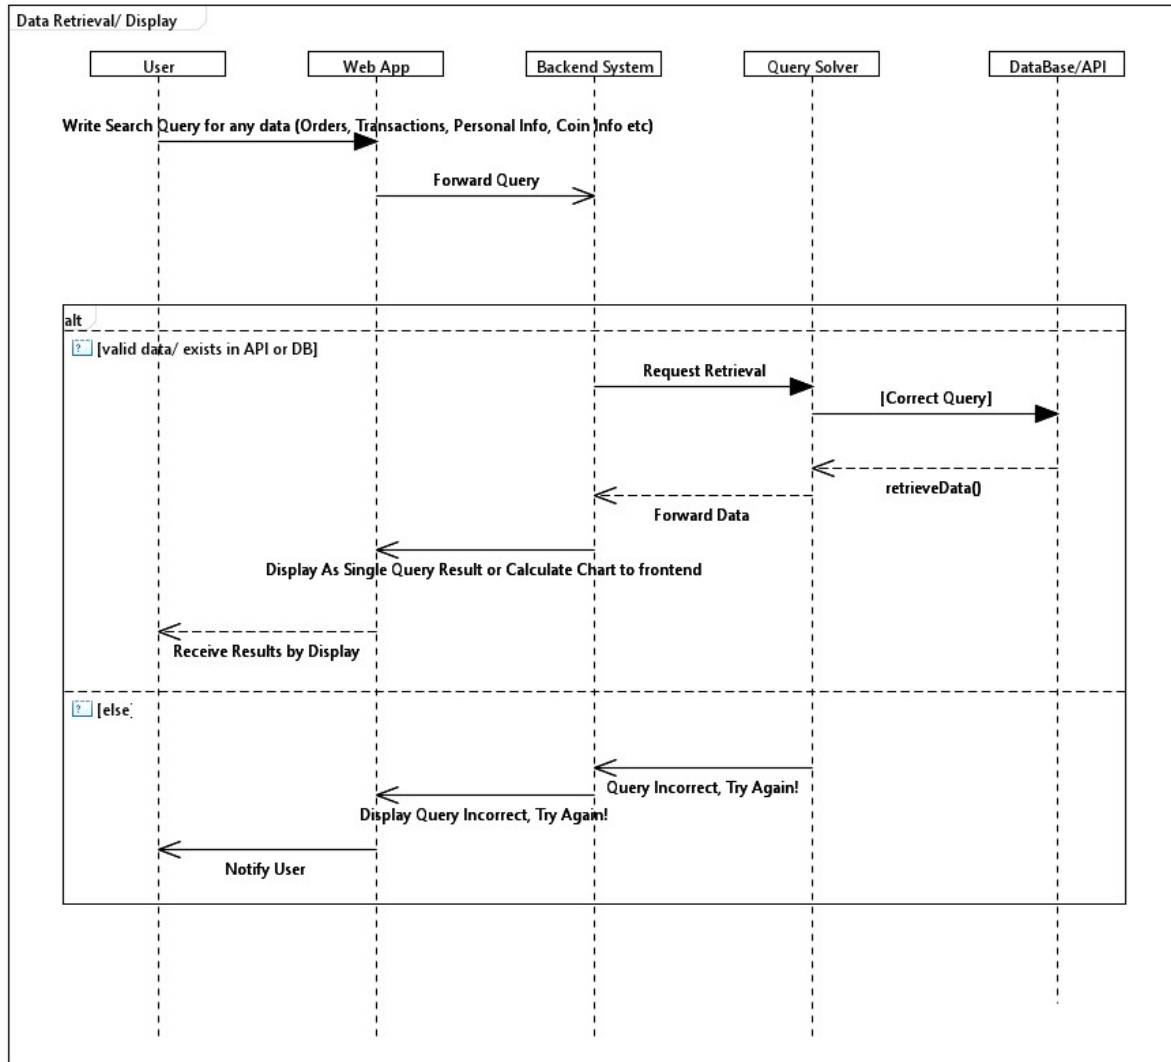 Data Retrieval/ Display
User
Web App
Backend System
Query Solver
DataBase/API
Write Search Query for any data (Orders, Transactions, Personal Info, Coin Info etc)
Forward Query
alt
? [valid data/ exists in API or DB]
Request Retrieval
[Correct Query]
retrieveData()
Forward Data
Display As Single Query Result or Calculate Chart to frontend
Receive Results by Display
? [else]
Query Incorrect, Try Again!
Display Query Incorrect, Try Again!
Notify User